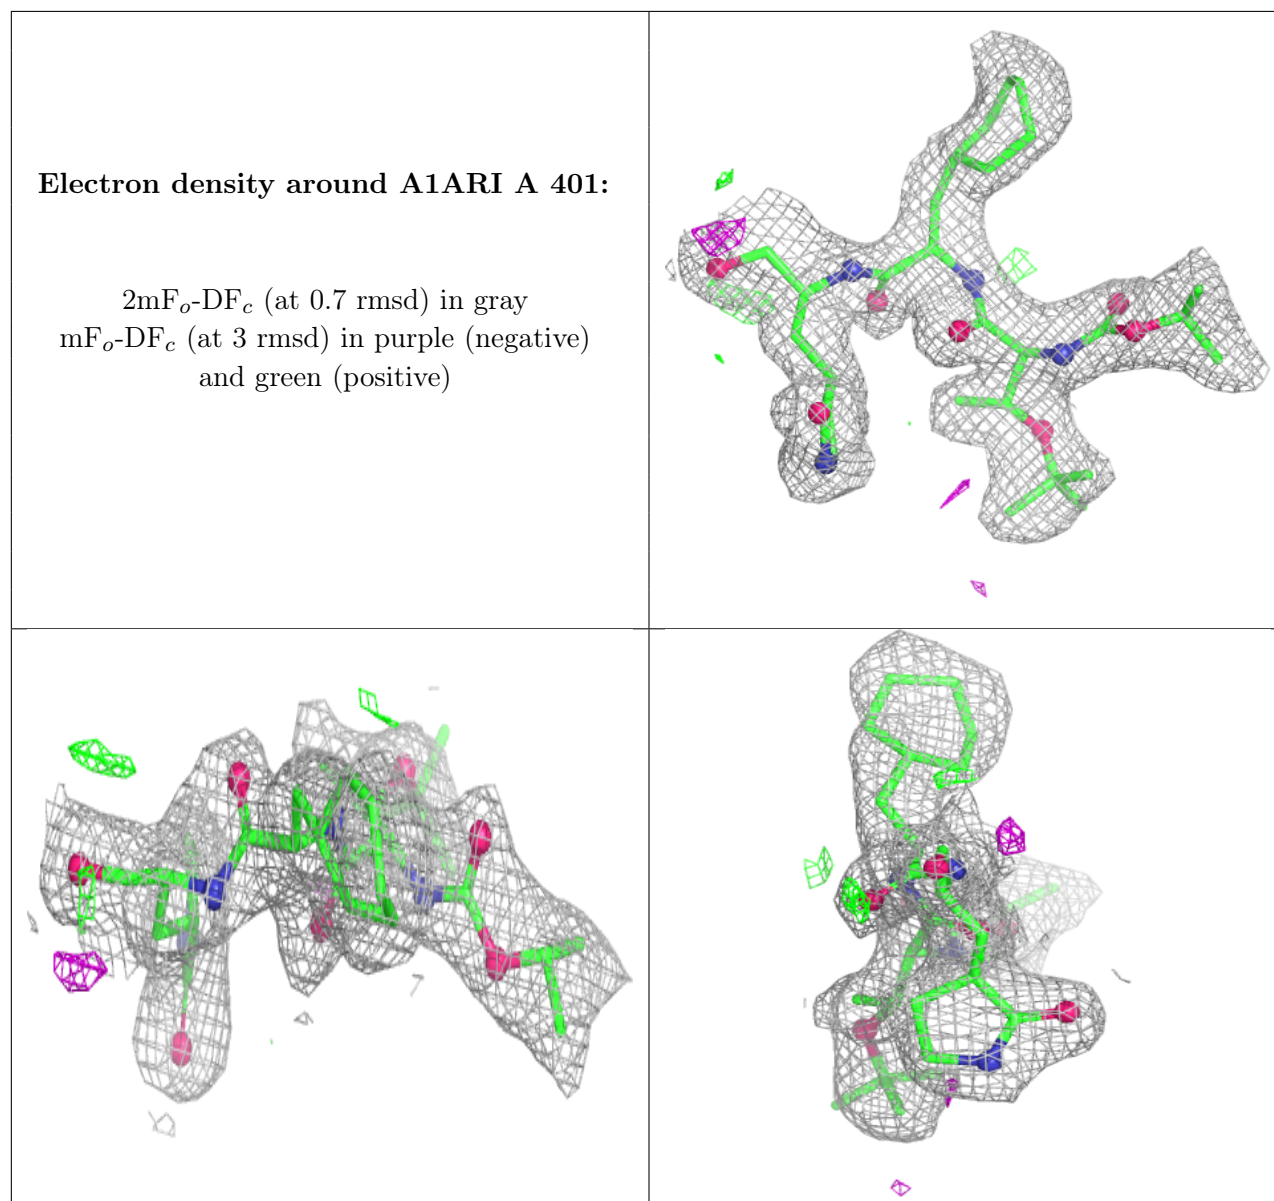 Electron density around A1ARI A 401:
2mFo-DFc (at 0.7 rmsd) in gray
mFo-DFc (at 3 rmsd) in purple (negative)
and green (positive)